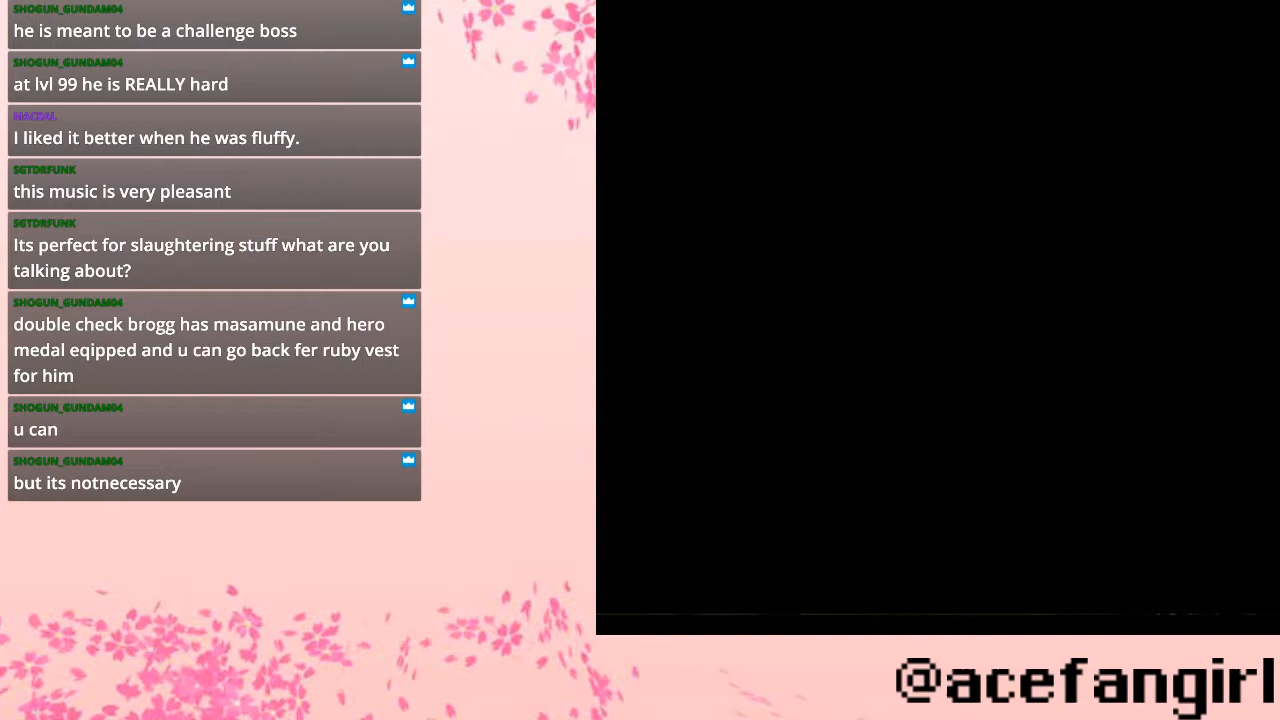 SHOGUN_GUNDAM04
he is meant to be a challenge boss
SHOGUN_GUNDAM04
at lvl 99 he is REALLY hard
MACBAL
I liked it better when he was fluffy.
SGTDRFUNK
this music is very pleasant
SGTDRFUNK
Its perfect for slaughtering stuff what are you
talking about?
SHOGUN_GUNDAM04
double check brogg has masamune and hero
medal eqipped and u can go back fer ruby vest
for him
SHOGUN_GUNDAM04
u can
SHOGUN_GUNDAM04
but its notnecessary
@acefangirl